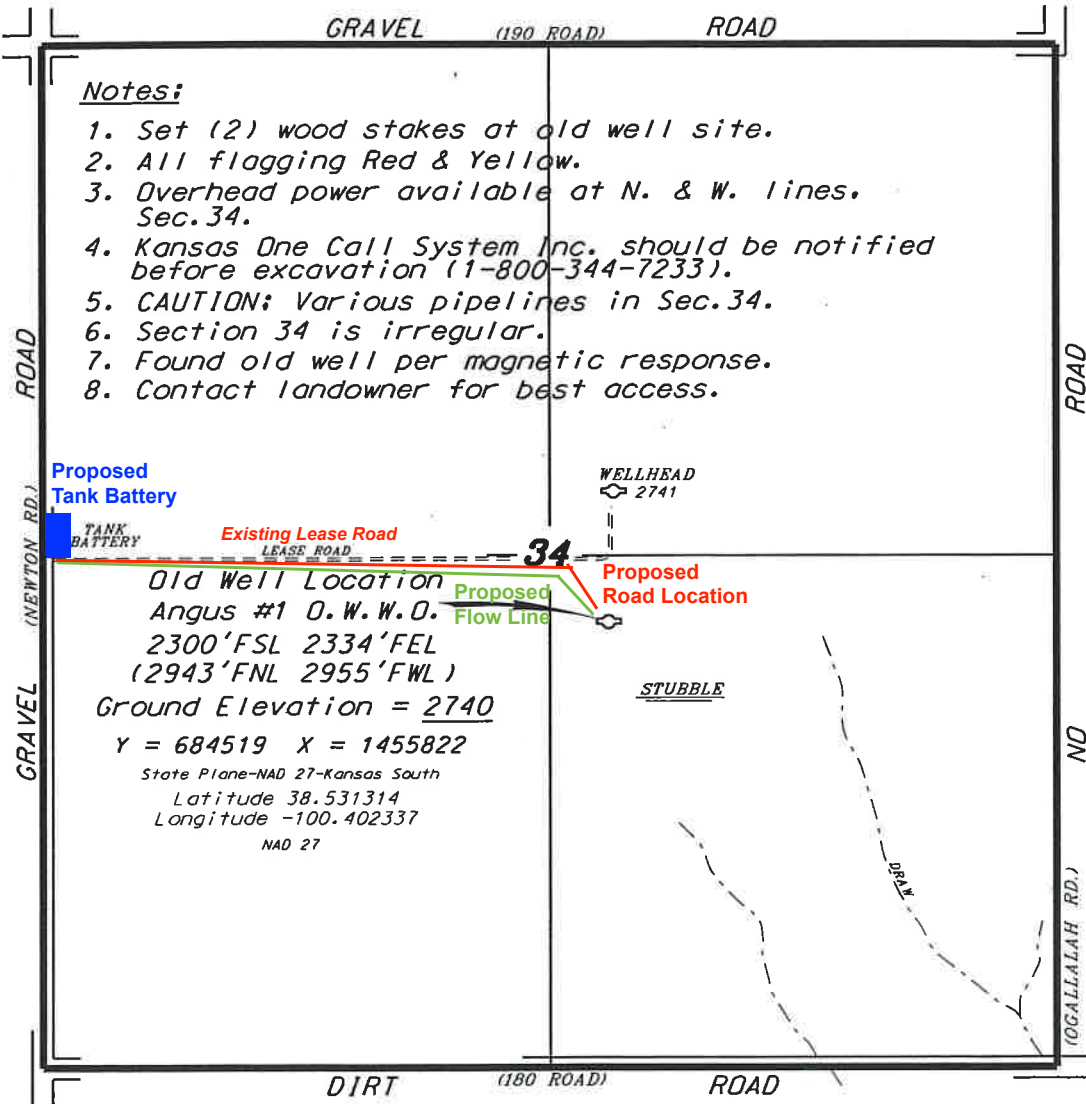 GRAVEL (190 ROAD) ROAD
Notes:
1. Set (2) wood stakes at old well site.
2. All flagging Red & Yellow.
3. Overhead power available at N. & W. lines.
Sec.34.
4. Kansas One Call System Inc. should be notified
before excavation (1-800-344-7233).
5. CAUTION: Various pipelines in Sec.34.
6. Section 34 is irregular.
7. Found old well per magnetic response.
8. Contact landowner for best access.
GRAVEL (NEWTON RD.) ROAD
Proposed
Tank Battery
TANK
BATTERY
Existing Lease Road
LEASE ROAD
WELLHEAD
2741
34
Proposed
Road Location
Proposed
Flow Line
Old Well Location
Angus #1 O.W.W.O.
2300'FSL 2334'FEL
(2943'FNL 2955'FWL)
Ground Elevation = 2740
Y = 684519 X = 1455822
State Plane-NAD 27-Kansas South
Latitude 38.531314
Longitude -100.402337
NAD 27
STUBBLE
DRAW
(OGALLALAH RD.) NO ROAD
DIRT (180 ROAD) ROAD